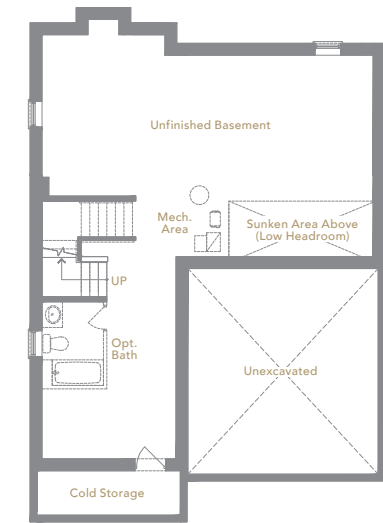 Unfinished Basement
Mech.
Area
Sunken Area Above
(Low Headroom)
UP
Opt.
Bath
Unexcavated
Cold Storage